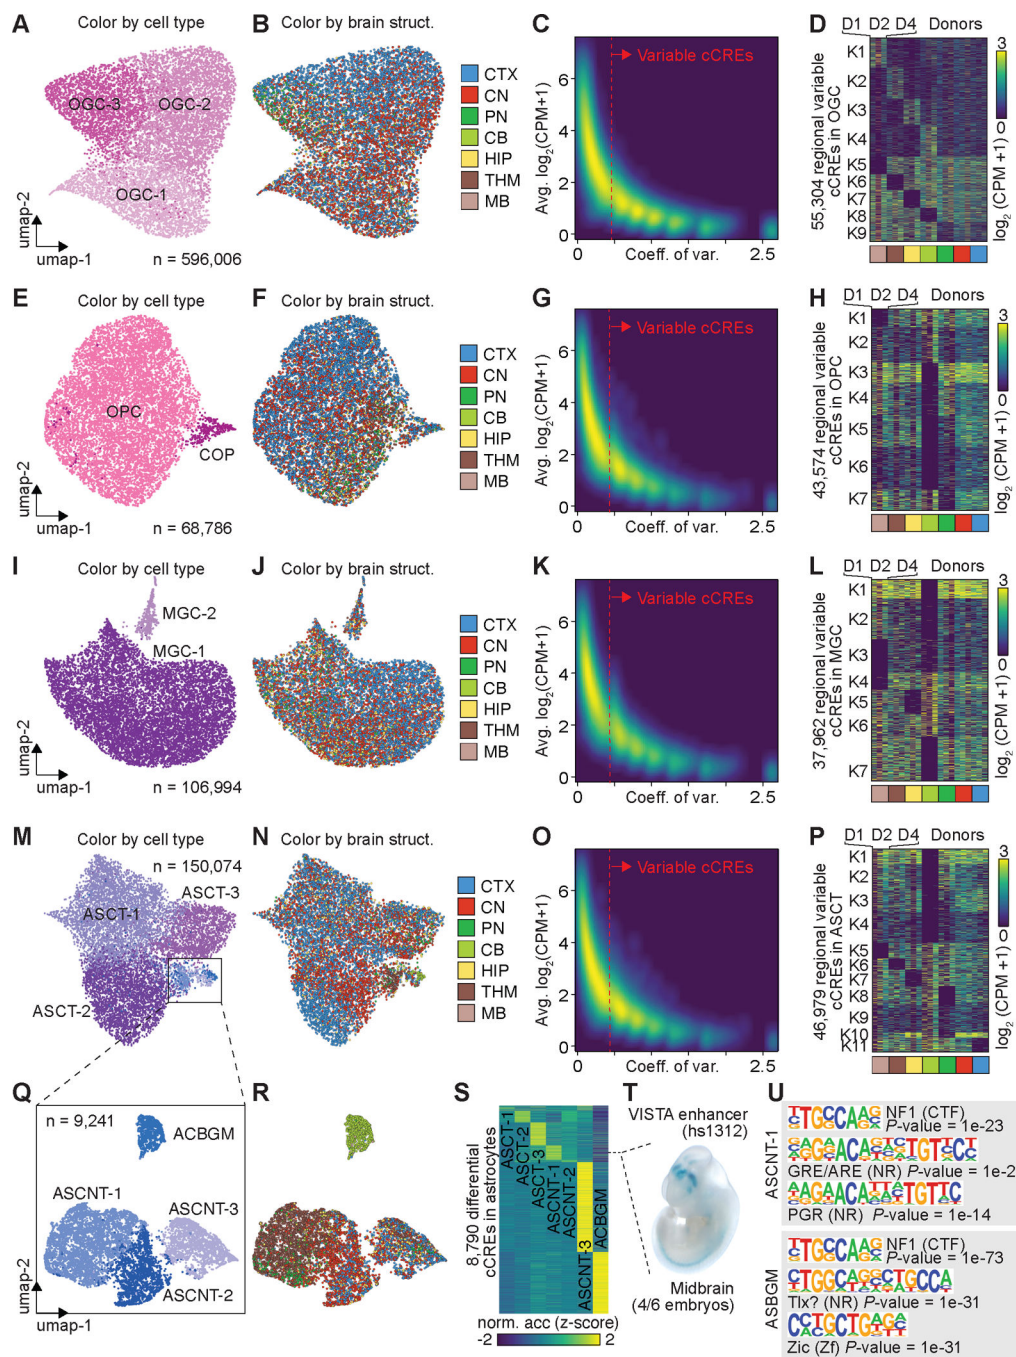 A Color by cell type
OGC-3 OGC-2
OGC-1
umap-2
umap-1
n = 596,006
B Color by brain struct.
CTX
CN
PN
CB
HIP
THM
MB
C
Variable cCREs
Avg. log2(CPM+1)
6
4
2
0
0 Coeff. of var. 2.5
D D1 D2 D4 Donors
55,304 regional variable
cCREs in OGC
K1
K2
K3
K4
K5
K6
K7
K8
K9
3
0
log2 (CPM +1)
E Color by cell type
OPC
COP
umap-2
umap-1
n = 68,786
F Color by brain struct.
CTX
CN
PN
CB
HIP
THM
MB
G
Variable cCREs
Avg. log2(CPM+1)
6
4
2
0
0 Coeff. of var. 2.5
H D1 D2 D4 Donors
43,574 regional variable
cCREs in OPC
K1
K2
K3
K4
K5
K6
K7
3
0
log2 (CPM +1)
I Color by cell type
MGC-2
MGC-1
umap-2
umap-1
n = 106,994
J Color by brain struct.
CTX
CN
PN
CB
HIP
THM
MB
K
Variable cCREs
Avg. log2(CPM+1)
6
4
2
0
0 Coeff. of var. 2.5
L D1 D2 D4 Donors
37,962 regional variable
cCREs in MGC
K1
K2
K3
K4
K5
K6
K7
3
0
log2 (CPM +1)
M Color by cell type
n = 150,074
ASCT-3
ASCT-1
ASCT-2
N Color by brain struct.
CTX
CN
PN
CB
HIP
THM
MB
O
Variable cCREs
Avg. log2(CPM+1)
6
4
2
0
0 Coeff. of var. 2.5
P D1 D2 D4 Donors
46,979 regional variable
cCREs in ASCT
K1
K2
K3
K4
K5
K6
K7
K8
K9
K10
K11
3
0
log2 (CPM +1)
Q
n = 9,241
ACBGM
ASCNT-1
ASCNT-3
ASCNT-2
umap-2
umap-1
R
S
8,790 differential
cCREs in astrocytes
ASCT-1
ASCT-2
ASCT-3
ASCNT-1
ASCNT-2
ASCNT-3
ACBGM
norm. acc (z-score)
-2 2
T
VISTA enhancer
(hs1312)
Midbrain
(4/6 embryos)
U
ASCNT-1
NF1 (CTF)
P-value = 1e-23
GRE/ARE (NR) P-value = 1e-2
PGR (NR) P-value = 1e-14
ASBGM
NF1 (CTF)
P-value = 1e-73
Tlx? (NR) P-value = 1e-31
Zic (Zf) P-value = 1e-31